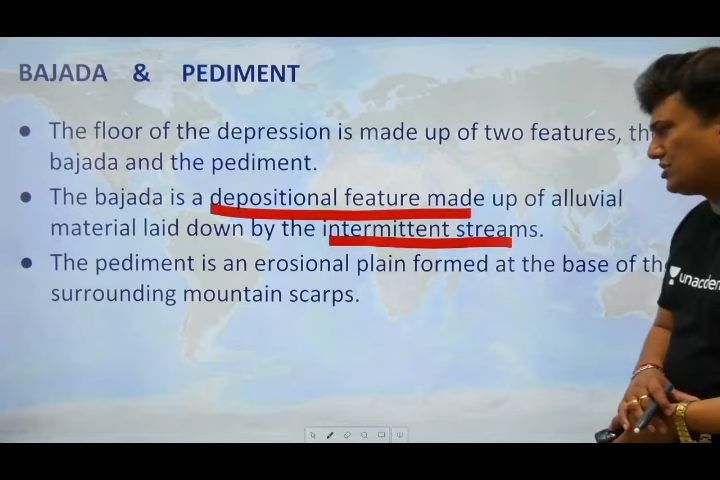 BAJADA & PEDIMENT
● The floor of the depression is made up of two features, th
bajada and the pediment.
● The bajada is a depositional feature made up of alluvial
material laid down by the intermittent streams.
● The pediment is an erosional plain formed at the base of th
surrounding mountain scarps.
unacadem